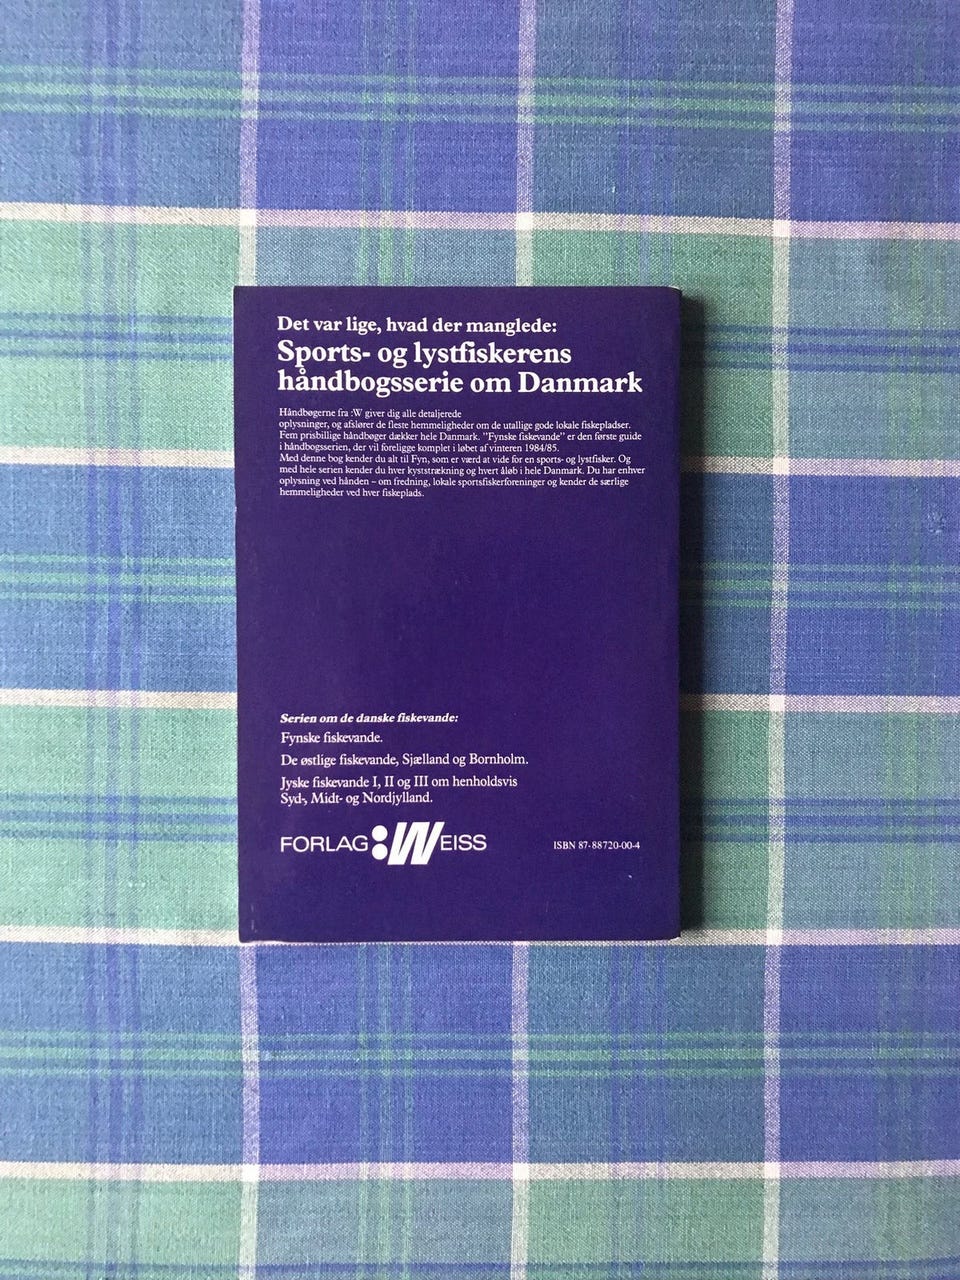 Det var lige, hvad der manglede:
Sports- og lystfiskerens
håndbogsserie om Danmark
Håndbøgerne fra :W giver dig alle detaljerede
oplysninger, og afslører de fleste hemmeligheder om de utallige gode lokale fiskepladser.
Fem prisbillige håndbøger dækker hele Danmark. "Fynske fiskevande" er den første guide
i håndbogsserien, der vil foreligge komplet i løbet af vinteren 1984/85.
Med denne bog kender du alt til Fyn, som er værd at vide for en sports- og lystfisker. Og
med hele serien kender du hver kyststrækning og hvert åløb i hele Danmark. Du har enhver
oplysning ved hånden – om fredning, lokale sportsfiskerforeninger og kender de særlige
hemmeligheder ved hver fiskeplads.
Serien om de danske fiskevande:
Fynske fiskevande.
De østlige fiskevande, Sjælland og Bornholm.
Jyske fiskevande I, II og III om henholdsvis
Syd-, Midt- og Nordjylland.
FORLAG :WEISS
ISBN 87-88720-00-4